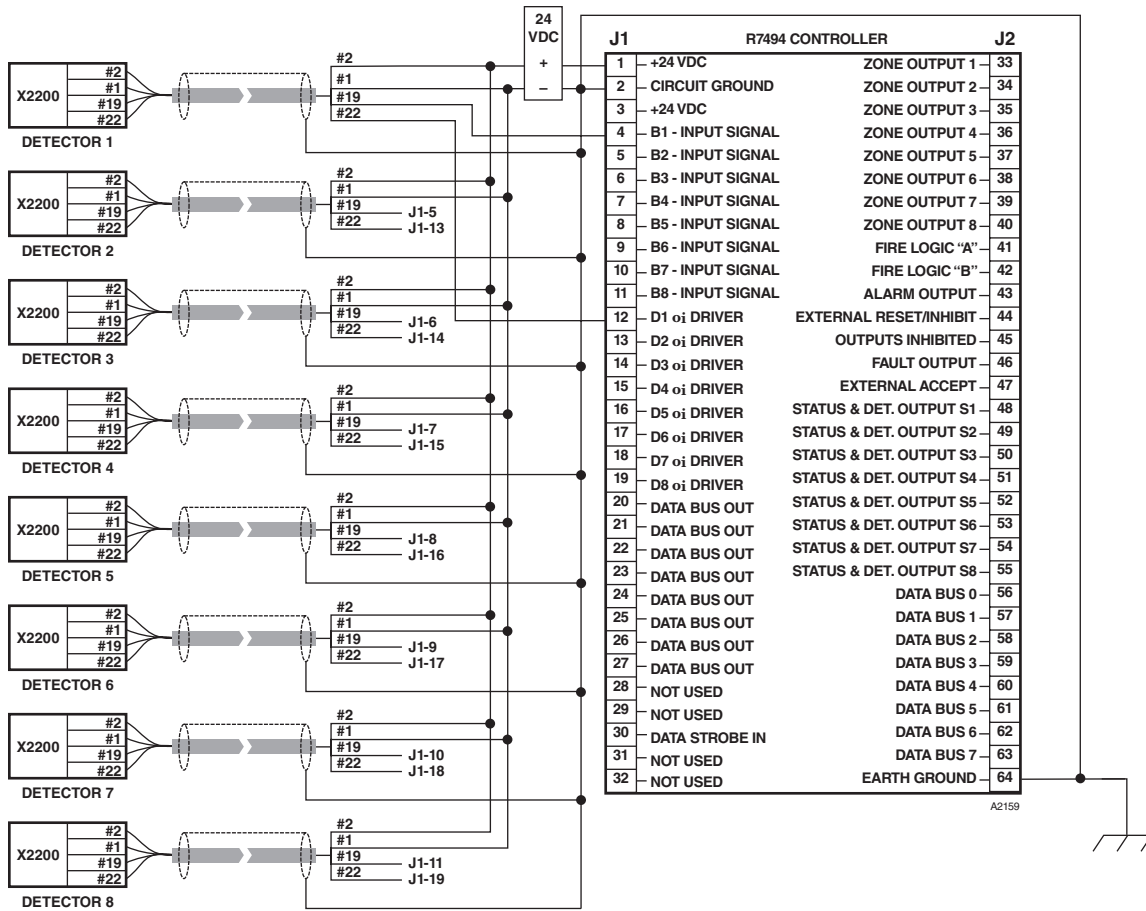 24
VDC
+
–
J1
R7494 CONTROLLER
J2
X2200
#2
#1
#19
#22
DETECTOR 1
#2
#1
#19
#22
X2200
#2
#1
#19
#22
DETECTOR 2
#2
#1
#19
#22
J1-5
J1-13
X2200
#2
#1
#19
#22
DETECTOR 3
#2
#1
#19
#22
J1-6
J1-14
X2200
#2
#1
#19
#22
DETECTOR 4
#2
#1
#19
#22
J1-7
J1-15
X2200
#2
#1
#19
#22
DETECTOR 5
#2
#1
#19
#22
J1-8
J1-16
X2200
#2
#1
#19
#22
DETECTOR 6
#2
#1
#19
#22
J1-9
J1-17
X2200
#2
#1
#19
#22
DETECTOR 7
#2
#1
#19
#22
J1-10
J1-18
X2200
#2
#1
#19
#22
DETECTOR 8
#2
#1
#19
#22
J1-11
J1-19
1 +24 VDC ZONE OUTPUT 1 33
2 CIRCUIT GROUND ZONE OUTPUT 2 34
3 +24 VDC ZONE OUTPUT 3 35
4 B1 - INPUT SIGNAL ZONE OUTPUT 4 36
5 B2 - INPUT SIGNAL ZONE OUTPUT 5 37
6 B3 - INPUT SIGNAL ZONE OUTPUT 6 38
7 B4 - INPUT SIGNAL ZONE OUTPUT 7 39
8 B5 - INPUT SIGNAL ZONE OUTPUT 8 40
9 B6 - INPUT SIGNAL FIRE LOGIC “A” 41
10 B7 - INPUT SIGNAL FIRE LOGIC “B” 42
11 B8 - INPUT SIGNAL ALARM OUTPUT 43
12 D1 oi DRIVER EXTERNAL RESET/INHIBIT 44
13 D2 oi DRIVER OUTPUTS INHIBITED 45
14 D3 oi DRIVER FAULT OUTPUT 46
15 D4 oi DRIVER EXTERNAL ACCEPT 47
16 D5 oi DRIVER STATUS & DET. OUTPUT S1 48
17 D6 oi DRIVER STATUS & DET. OUTPUT S2 49
18 D7 oi DRIVER STATUS & DET. OUTPUT S3 50
19 D8 oi DRIVER STATUS & DET. OUTPUT S4 51
20 DATA BUS OUT STATUS & DET. OUTPUT S5 52
21 DATA BUS OUT STATUS & DET. OUTPUT S6 53
22 DATA BUS OUT STATUS & DET. OUTPUT S7 54
23 DATA BUS OUT STATUS & DET. OUTPUT S8 55
24 DATA BUS OUT DATA BUS 0 56
25 DATA BUS OUT DATA BUS 1 57
26 DATA BUS OUT DATA BUS 2 58
27 DATA BUS OUT DATA BUS 3 59
28 NOT USED DATA BUS 4 60
29 NOT USED DATA BUS 5 61
30 DATA STROBE IN DATA BUS 6 62
31 NOT USED DATA BUS 7 63
32 NOT USED EARTH GROUND 64
A2159